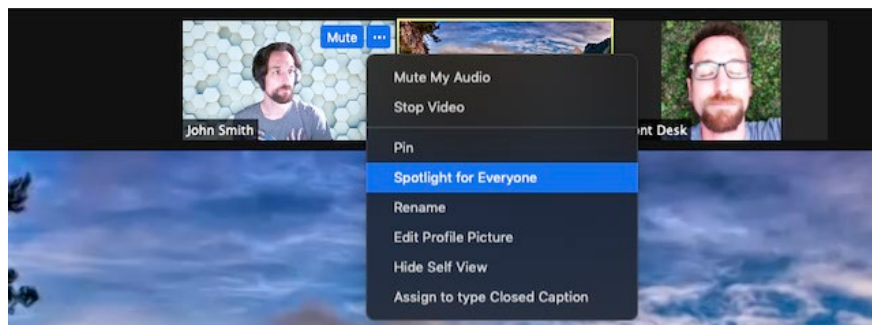 Mute ...
John Smith
Mute My Audio
Stop Video
Pin
Spotlight for Everyone
Rename
Edit Profile Picture
Hide Self View
Assign to type Closed Caption
nt Desk